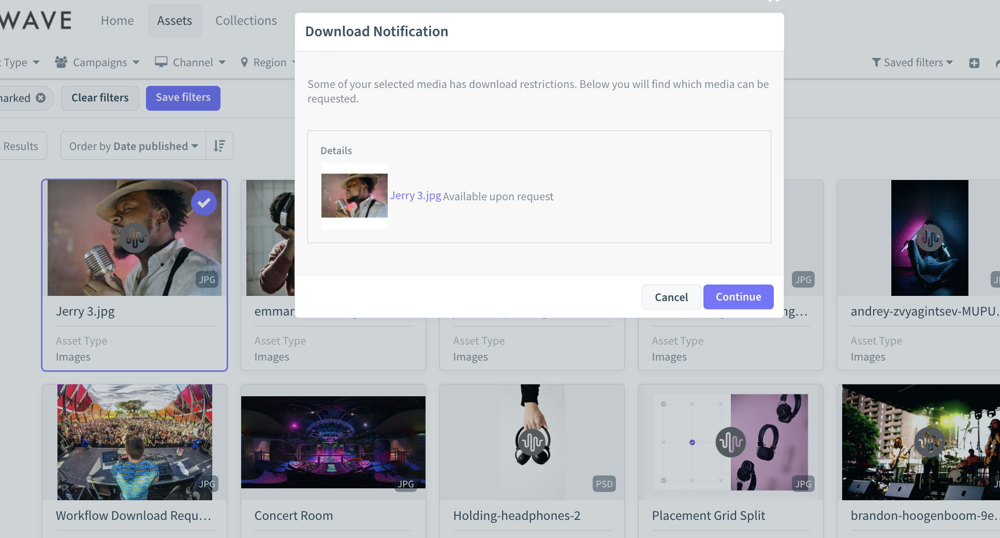 WAVE
Home
Assets
Collections
Type
Campaigns
Channel
Region
Saved filters
Clear filters
Save filters
Results
Order by Date published
Download Notification
Some of your selected media has download restrictions. Below you will find which media can be
requested.
Details
Jerry 3.jpg Available upon request
Cancel
Continue
JPG
JPG
Jerry 3.jpg
andrey-zvyagintsev-MUPU...
Asset Type
Images
Asset Type
Images
Asset Type
Images
Asset Type
Images
Asset Type
Images
JPG
JPG
PSD
JPG
Workflow Download Requ...
Concert Room
Holding-headphones-2
Placement Grid Split
brandon-hoogenboom-9e...